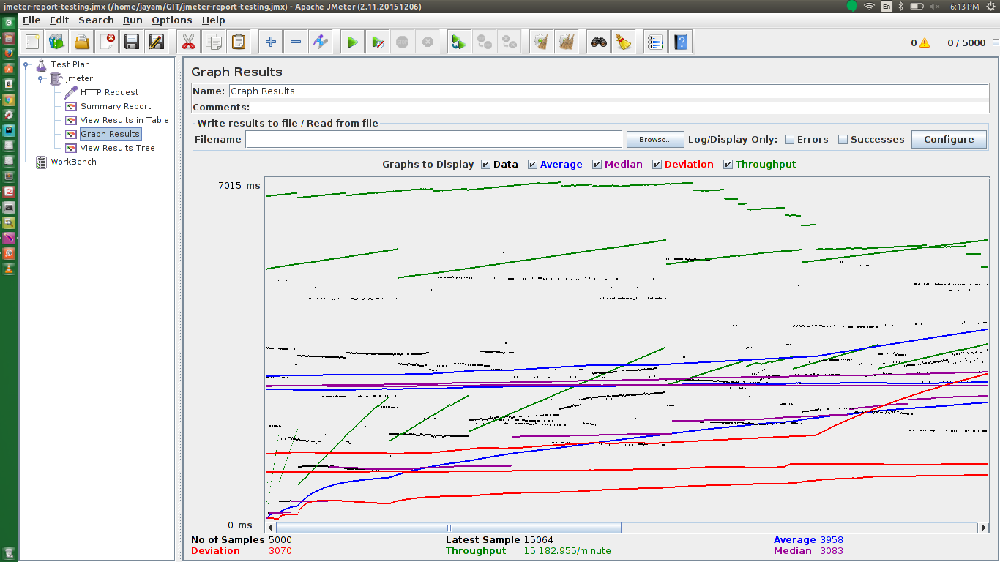 jmeter-report-testing.jmx (/home/jayam/GIT/jmeter-report-testing.jmx) - Apache JMeter (2.11.20151206) En 6:13 PM
File Edit Search Run Options Help
0 0 / 5000
Test Plan
jmeter
HTTP Request
Summary Report
View Results in Table
Graph Results
View Results Tree
WorkBench
Graph Results
Name: Graph Results
Comments:
Write results to file / Read from file
Filename Browse... Log/Display Only: Errors Successes Configure
Graphs to Display Data Average Median Deviation Throughput
7015 ms
0 ms
No of Samples 5000 Latest Sample 15064 Average 3958
Deviation 3070 Throughput 15,182.955/minute Median 3083